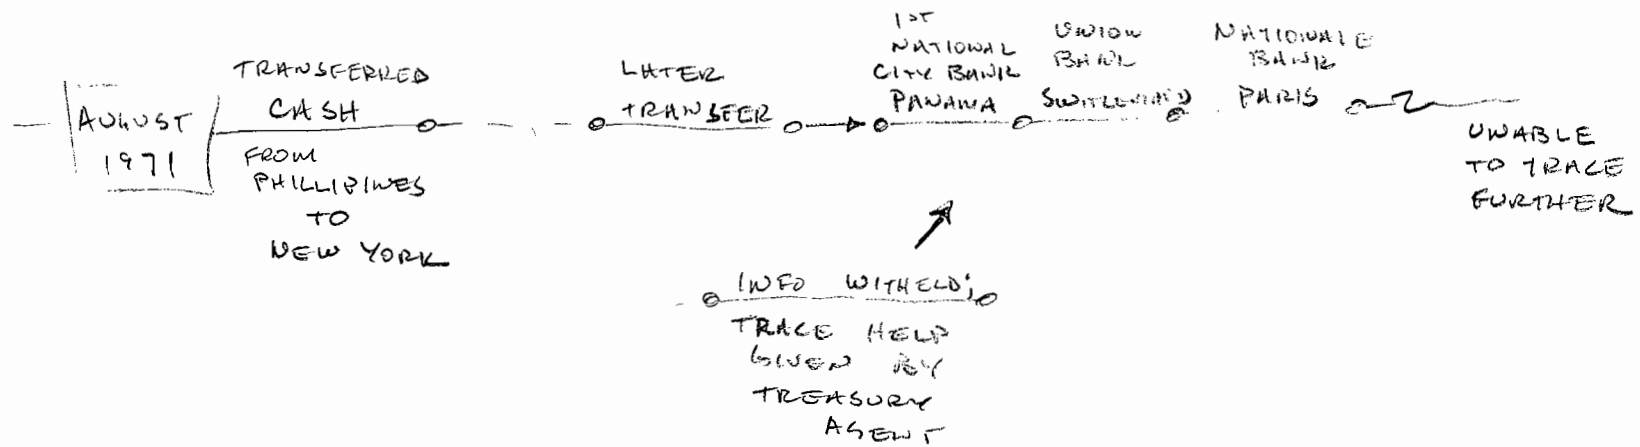 AUGUST
1971
TRANSFERRED
CASH
FROM
PHILLIPINES
TO
NEW YORK
LATER
TRANSFER
1ST
NATIONAL
CITY BANK
PANAMA
UNION
BANK
SWITZERLAND
NATIONALE
BANK
PARIS
UNABLE
TO TRACE
FURTHER
INFO WITHELD;
TRACE HELP
GIVEN BY
TREASURY
AGENT